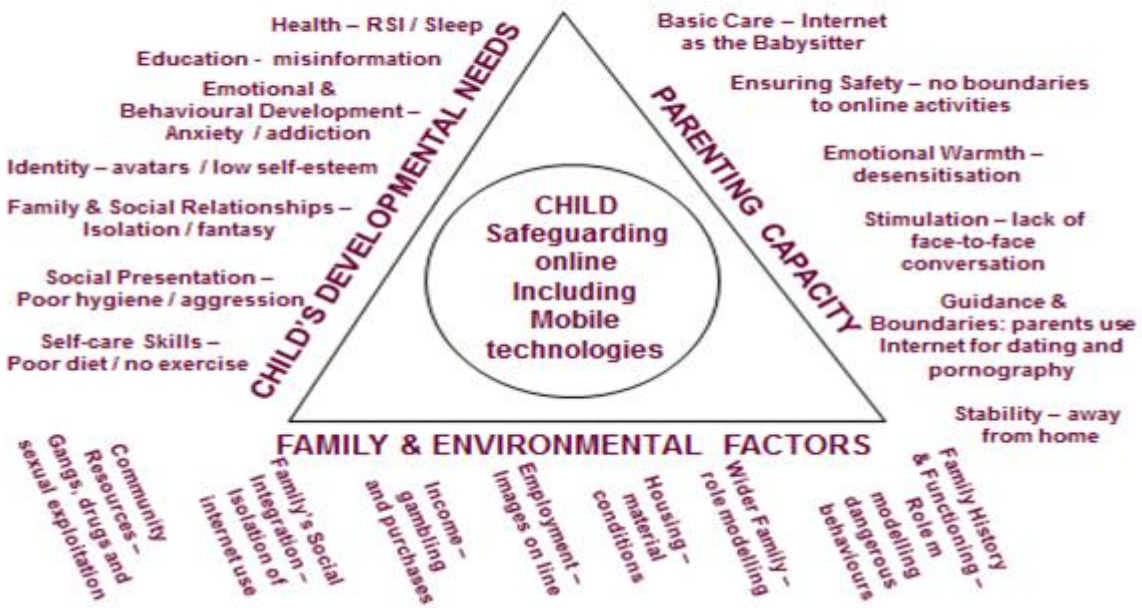 Health – RSI / Sleep
Education - misinformation
Emotional &
Behavioural Development –
Anxiety / addiction
Identity – avatars / low self-esteem
Family & Social Relationships –
Isolation / fantasy
Social Presentation –
Poor hygiene / aggression
Self-care Skills –
Poor diet / no exercise
CHILD'S DEVELOPMENTAL NEEDS
CHILD
Safeguarding
online
Including
Mobile
technologies
PARENTING CAPACITY
Basic Care – Internet
as the Babysitter
Ensuring Safety – no boundaries
to online activities
Emotional Warmth –
desensitisation
Stimulation – lack of
face-to-face
conversation
Guidance &
Boundaries: parents use
Internet for dating and
pornography
Stability – away
from home
FAMILY & ENVIRONMENTAL FACTORS
Community
Resources –
Gangs, drugs and
sexual exploitation
Family's Social
Integration –
Isolation of
internet use
Income –
gambling
and purchases
Employment –
Images on line
Housing –
material
conditions
Wider Family –
role modelling
Family History
& Functioning –
Role m
modelling
dangerous
behaviours